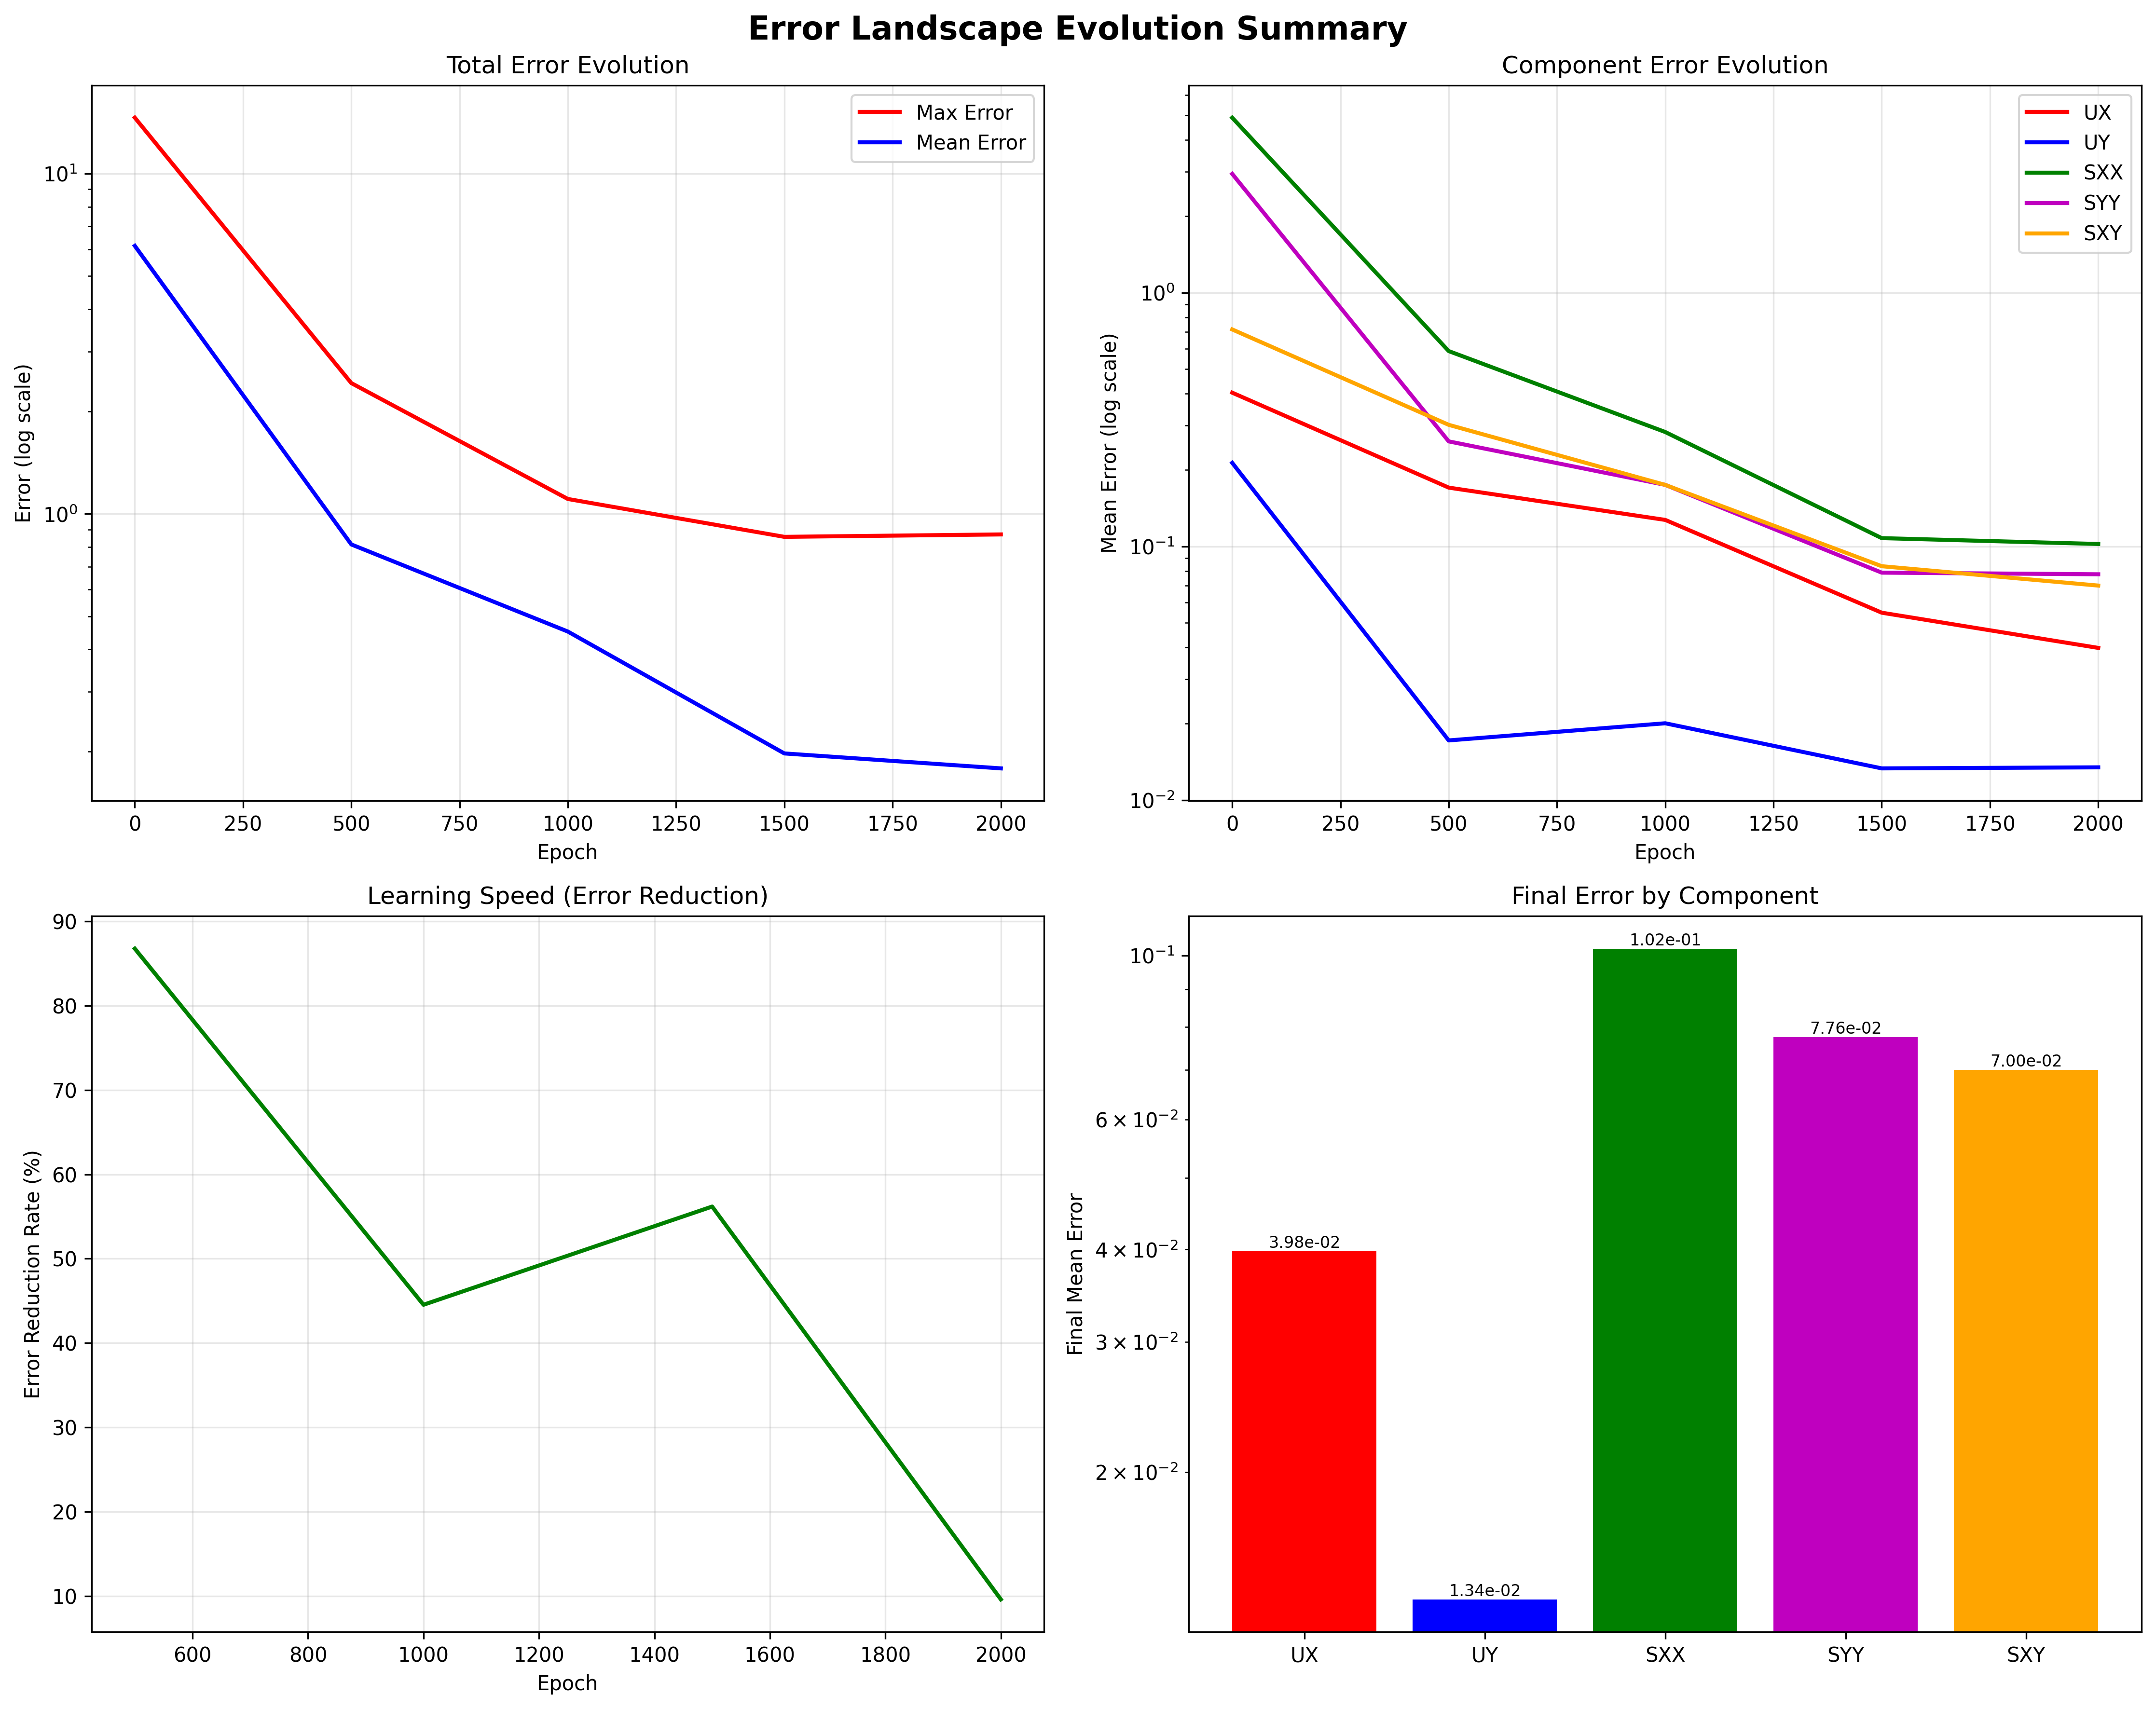 Error Landscape Evolution Summary
Total Error Evolution
Error (log scale)
10¹
10⁰
Max Error
Mean Error
0 250 500 750 1000 1250 1500 1750 2000
Epoch
Component Error Evolution
Mean Error (log scale)
10⁰
10⁻¹
10⁻²
UX
UY
SXX
SYY
SXY
0 250 500 750 1000 1250 1500 1750 2000
Epoch
Learning Speed (Error Reduction)
Error Reduction Rate (%)
90
80
70
60
50
40
30
20
10
600 800 1000 1200 1400 1600 1800 2000
Epoch
Final Error by Component
Final Mean Error
10⁻¹
6 × 10⁻²
4 × 10⁻²
3 × 10⁻²
2 × 10⁻²
3.98e-02
1.34e-02
1.02e-01
7.76e-02
7.00e-02
UX UY SXX SYY SXY